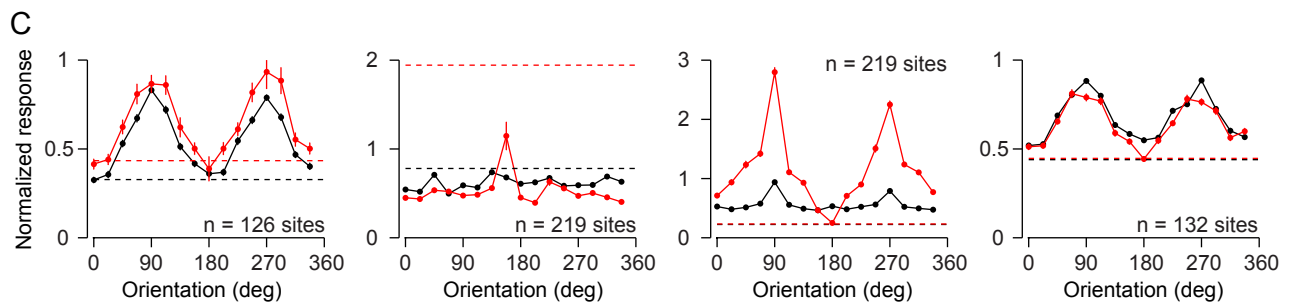 C
Normalized response
1
0.5
0
n = 126 sites
0 90 180 270 360
Orientation (deg)
2
1
0
n = 219 sites
0 90 180 270 360
Orientation (deg)
3
2
1
0
n = 219 sites
0 90 180 270 360
Orientation (deg)
1
0.5
0
n = 132 sites
0 90 180 270 360
Orientation (deg)